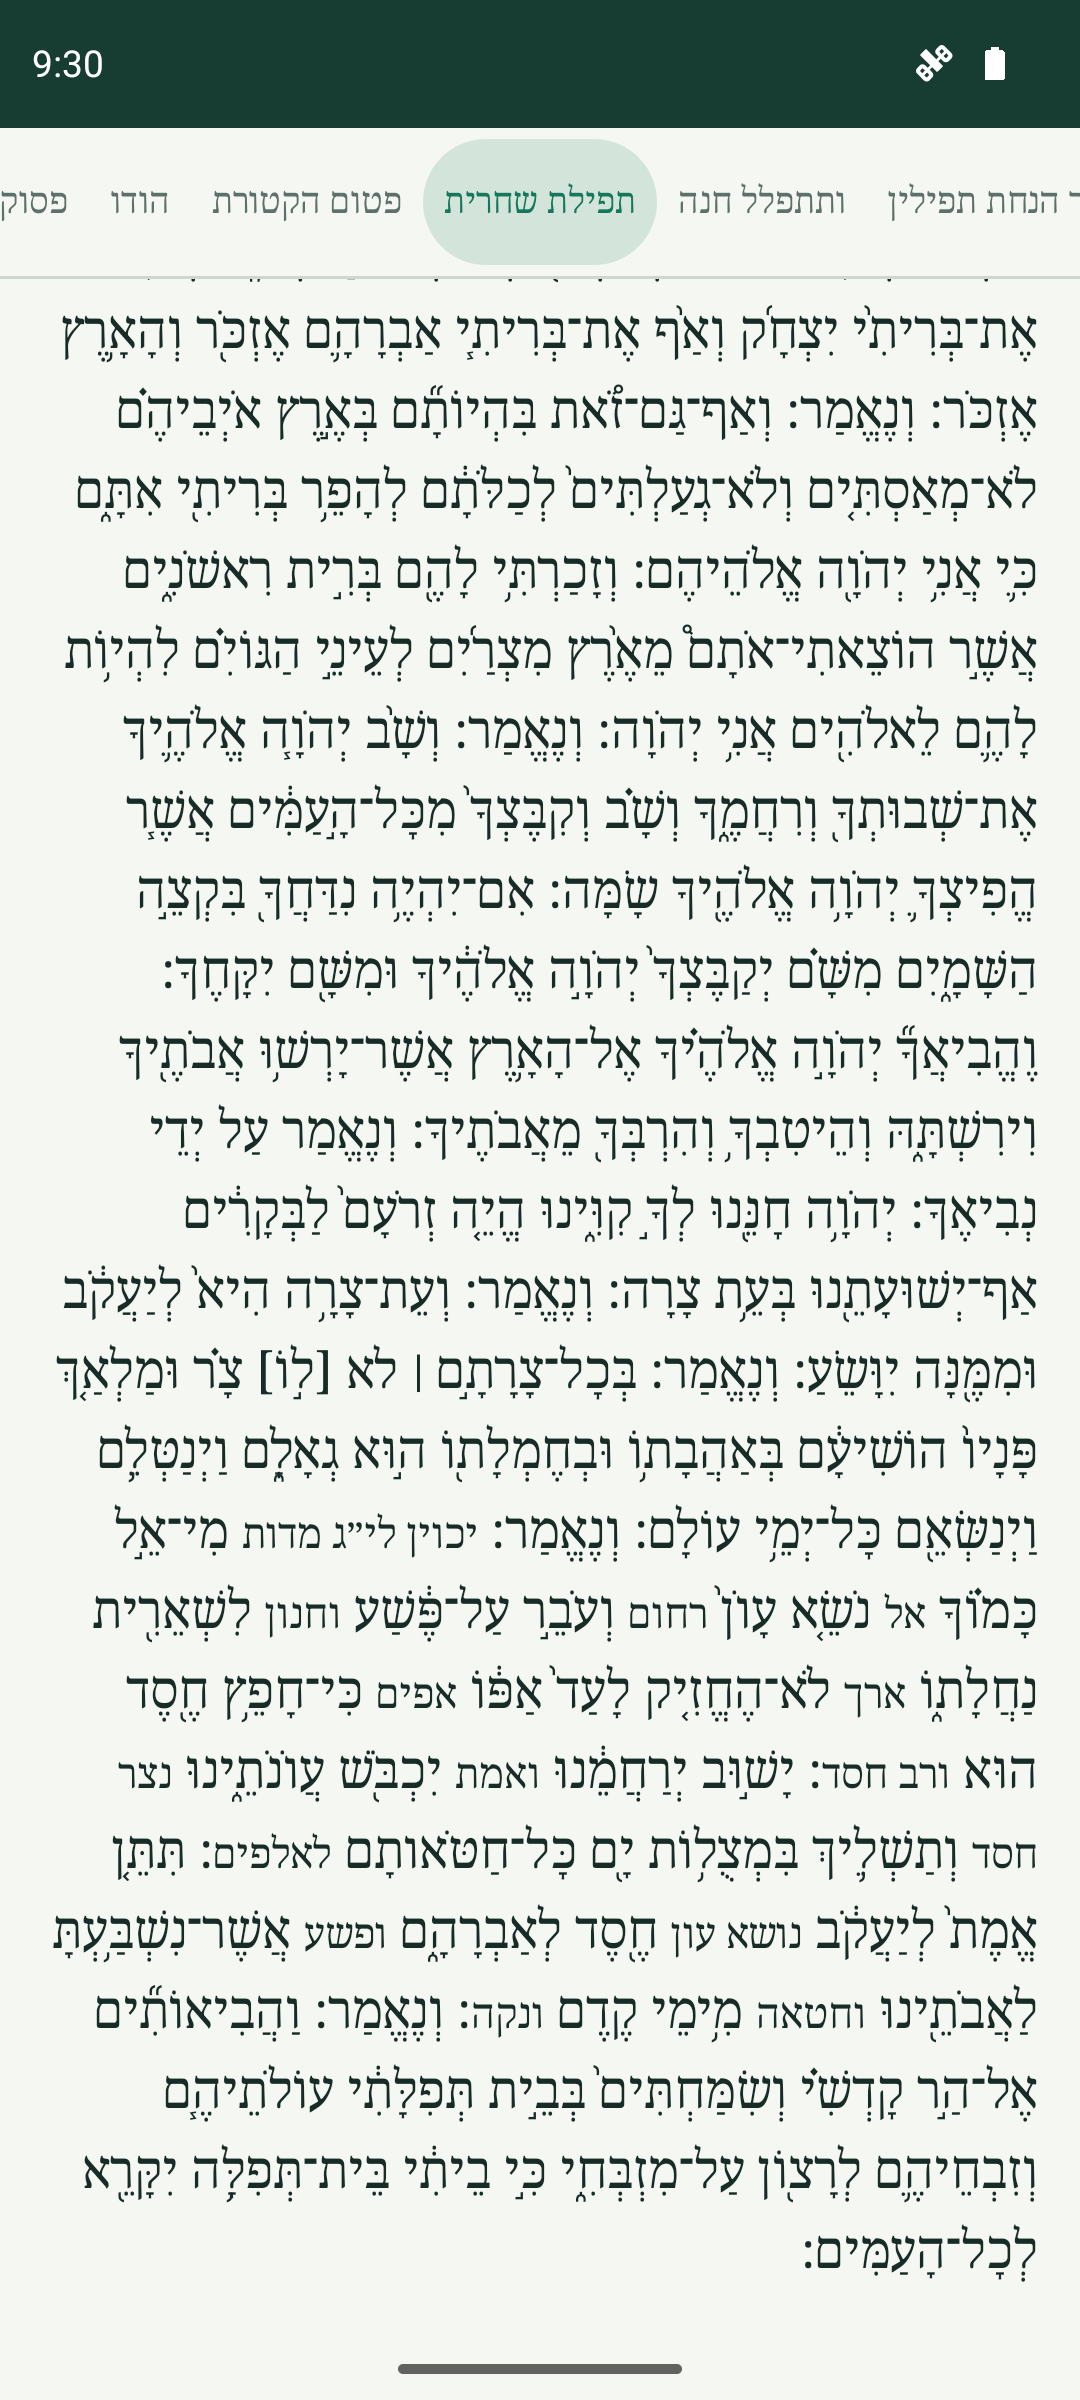 9:30
ר הנחת תפילין ותתפלל חנה תפילת שחרית פטום הקטורת הודו פסוק
אֶת־בְּרִיתִ֨י יִצְחָ֜ק וְאַ֨ף אֶת־בְּרִיתִ֧י אַבְרָהָ֛ם אֶזְכֹּ֖ר וְהָאָ֥רֶץ
אֶזְכֹּר: וְנֶאֱמַר: וְאַף־גַּם־זֹ֠את בִּהְיוֹתָ֞ם בְּאֶ֣רֶץ אֹיְבֵיהֶ֗ם
לֹא־מְאַסְתִּ֤ים וְלֹא־גְעַלְתִּים֙ לְכַלֹּתָ֔ם לְהָפֵ֥ר בְּרִיתִ֖י אִתָּ֑ם
כִּ֛י אֲנִ֥י יְהֹוָ֖ה אֱלֹהֵיהֶם: וְזָכַרְתִּ֥י לָהֶ֖ם בְּרִ֣ית רִאשֹׁנִ֑ים
אֲשֶׁ֣ר הוֹצֵאתִי־אֹתָם֩ מֵאֶ֨רֶץ מִצְרַ֜יִם לְעֵינֵ֣י הַגּוֹיִ֗ם לִהְי֥וֹת
לָהֶ֛ם לֵאלֹהִ֖ים אֲנִ֥י יְהֹוָה: וְנֶאֱמַר: וְשָׁ֨ב יְהֹוָ֧ה אֱלֹהֶ֛יךָ
אֶת־שְׁבוּתְךָ֖ וְרִחֲמֶ֑ךָ וְשָׁ֗ב וְקִבֶּצְךָ֙ מִכׇּל־הָ֣עַמִּ֔ים אֲשֶׁ֧ר
הֱפִיצְךָ֛ יְהֹוָ֥ה אֱלֹהֶ֖יךָ שָׁמָּה: אִם־יִהְיֶ֥ה נִדַּחֲךָ֖ בִּקְצֵ֣ה
הַשָּׁמָ֑יִם מִשָּׁ֗ם יְקַבֶּצְךָ֙ יְהֹוָ֣ה אֱלֹהֶ֔יךָ וּמִשָּׁ֖ם יִקָּחֶךָ:
וֶהֱבִיאֲךָ֞ יְהֹוָ֣ה אֱלֹהֶ֗יךָ אֶל־הָאָ֛רֶץ אֲשֶׁר־יָרְשׁ֥וּ אֲבֹתֶ֖יךָ
וִירִשְׁתָּ֑הּ וְהֵיטִבְךָ֥ וְהִרְבְּךָ֖ מֵאֲבֹתֶיךָ: וְנֶאֱמַר עַל יְדֵי
נְבִיאֶךָ: יְהֹוָ֥ה חׇנֵּ֖נוּ לְךָ֣ קִוִּ֑ינוּ הֱיֵ֤ה זְרֹעָם֙ לַבְּקָרִ֔ים
אַף־יְשׁוּעָתֵ֖נוּ בְּעֵ֥ת צָרָה: וְנֶאֱמַר: וְעֵת־צָרָ֥ה הִיא֙ לְיַעֲקֹ֔ב
וּמִמֶּ֖נָּה יִוָּשֵׁעַ: וְנֶאֱמַר: בְּכׇל־צָרָתָ֣ם | לֹא [ל֣וֹ] צָ֗ר וּמַלְאַ֤ךְ
פָּנָיו֙ הוֹשִׁיעָ֔ם בְּאַהֲבָת֥וֹ וּבְחֶמְלָת֖וֹ ה֣וּא גְאָלָ֑ם וַיְנַטְּלֵ֥ם
וַיְנַשְּׂאֵ֖ם כׇּל־יְמֵ֥י עוֹלָם: וְנֶאֱמַר: יכוין לי״ג מדות מִי־אֵ֣ל
כָּמ֗וֹךָ אל נֹשֵׂ֤א עָוֺן֙ רחום וְעֹבֵ֣ר עַל־פֶּ֔שַׁע וחנון לִשְׁאֵרִ֖ית
נַחֲלָת֑וֹ ארך לֹא־הֶחֱזִ֤יק לָעַד֙ אַפּ֔וֹ אפים כִּי־חָפֵ֥ץ חֶ֖סֶד
הוּא ורב חסד: יָשׁ֣וּב יְרַחֲמֵ֔נוּ ואמת יִכְבֹּ֖שׁ עֲוֺנֹתֵ֑ינוּ נצר
חסד וְתַשְׁלִ֛יךְ בִּמְצֻל֥וֹת יָ֖ם כׇּל־חַטֹּאותָם לאלפים: תִּתֵּ֤ן
אֱמֶת֙ לְיַעֲקֹ֔ב נושא עון חֶ֖סֶד לְאַבְרָהָ֑ם ופשע אֲשֶׁר־נִשְׁבַּ֥עְתָּ
לַאֲבֹתֵ֖ינוּ וחטאה מִ֥ימֵי קֶדֶם ונקה: וְנֶאֱמַר: וַהֲבִיאוֹתִ֞ים
אֶל־הַ֣ר קׇדְשִׁ֗י וְשִׂמַּחְתִּים֙ בְּבֵ֣ית תְּפִלָּתִ֔י עוֹלֹתֵיהֶ֧ם
וְזִבְחֵיהֶ֛ם לְרָצ֖וֹן עַל־מִזְבְּחִ֑י כִּ֣י בֵיתִ֔י בֵּית־תְּפִלָּ֥ה יִקָּרֵ֖א
לְכׇל־הָעַמִּים: